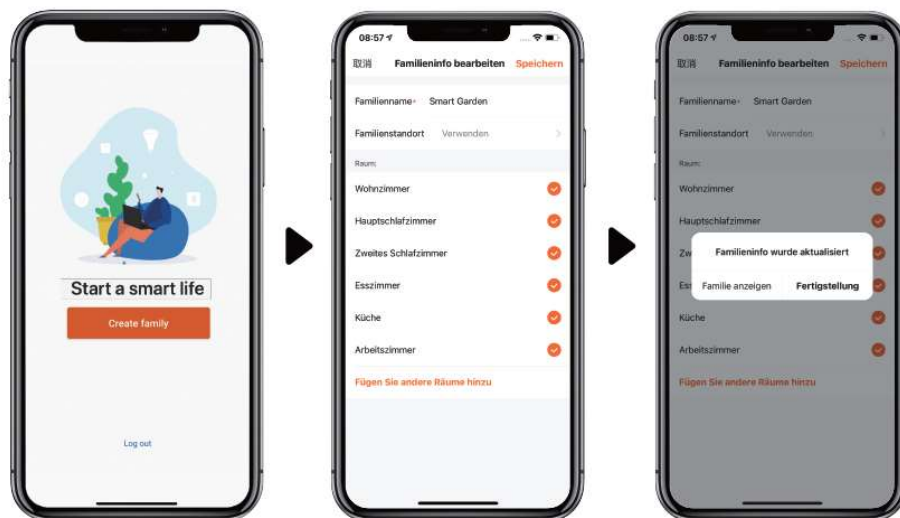 Start a smart life
Create family
Log out
08:57
取消 Familieninfo bearbeiten Speichern
Familienname* Smart Garden
Familienstandort Verwenden
Raum:
Wohnzimmer
Hauptschlafzimmer
Zweites Schlafzimmer
Esszimmer
Küche
Arbeitszimmer
Fügen Sie andere Räume hinzu
08:57
取消 Familieninfo bearbeiten Speichern
Familienname* Smart Garden
Familienstandort Verwenden
Raum:
Wohnzimmer
Hauptschlafzimmer
Zw
Familieninfo wurde aktualisiert
Ess
Familie anzeigen Fertigstellung
Küche
Arbeitszimmer
Fügen Sie andere Räume hinzu